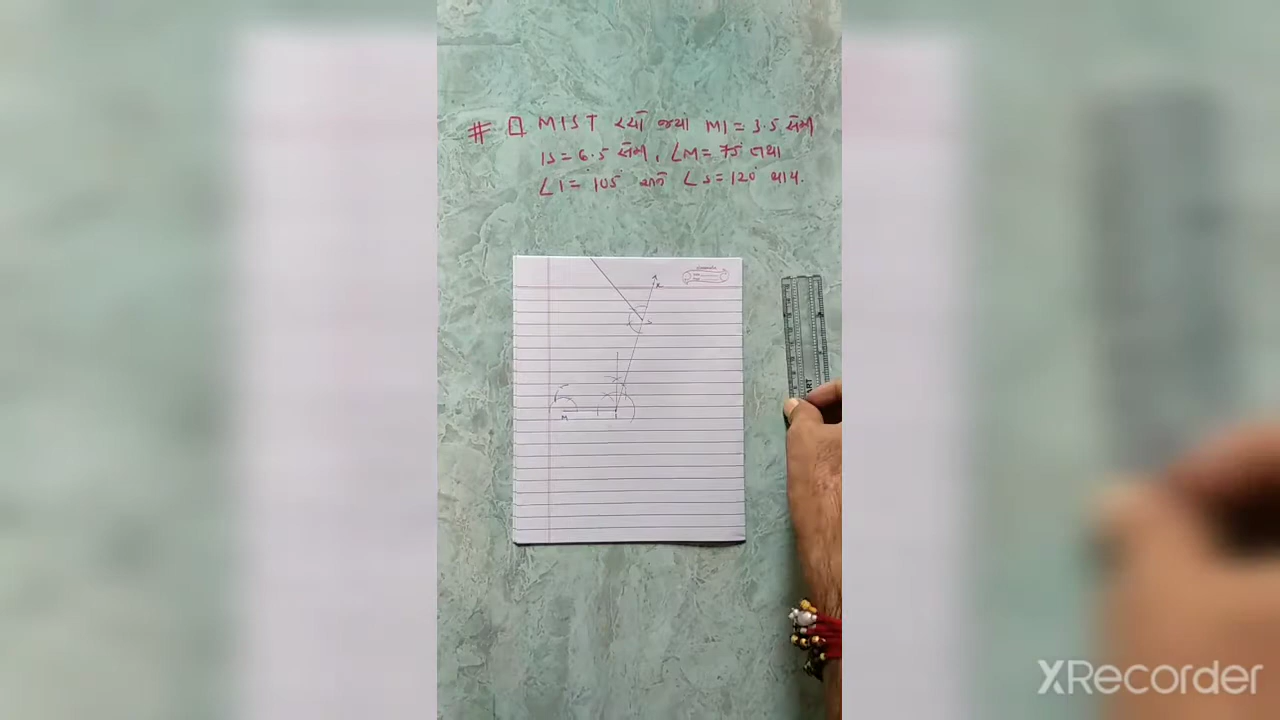 # □ MIST રચો જ્યાં MI = 3.5 સેમી
IS = 6.5 સેમી, ∠M = 75° તથા
∠I = 105° અને ∠S = 120° થાય.
x
M
XRecorder